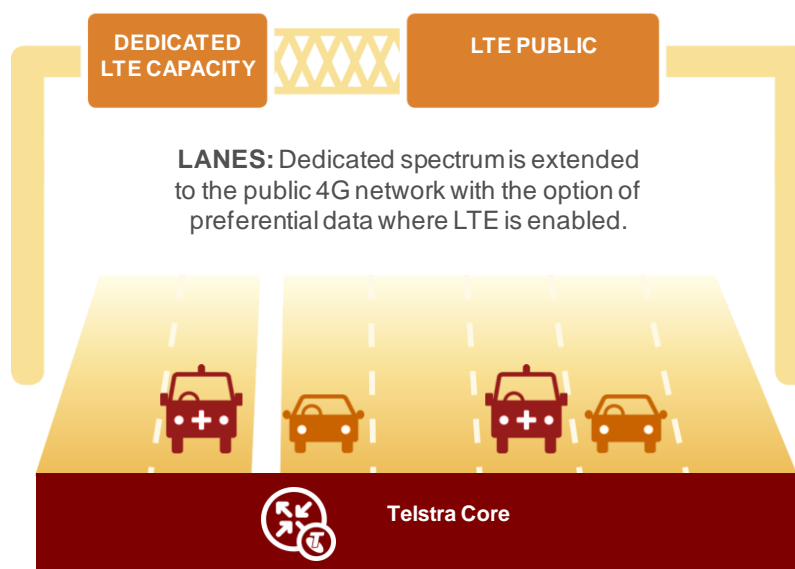 DEDICATED
LTE CAPACITY
LTE PUBLIC
LANES: Dedicated spectrum is extended
to the public 4G network with the option of
preferential data where LTE is enabled.
Telstra Core